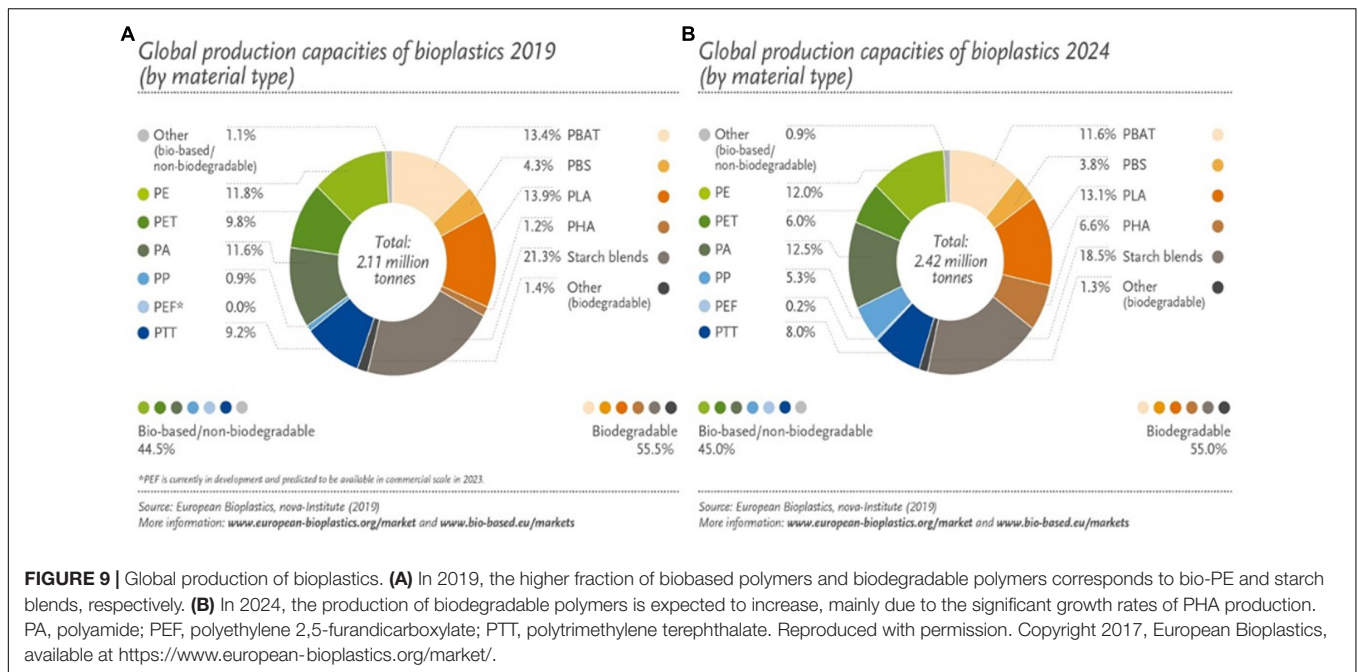 A
Global production capacities of bioplastics 2019
(by material type)
Other 1.1%
(bio-based/
non-biodegradable)
PE 11.8%
PET 9.8%
PA 11.6%
PP 0.9%
PEF* 0.0%
PTT 9.2%
Total:
2.11 million
tonnes
13.4% PBAT
4.3% PBS
13.9% PLA
1.2% PHA
21.3% Starch blends
1.4% Other
(biodegradable)
Bio-based/non-biodegradable
44.5%
Biodegradable
55.5%
*PEF is currently in development and predicted to be available in commercial scale in 2023.
Source: European Bioplastics, nova-Institute (2019)
More information: www.european-bioplastics.org/market and www.bio-based.eu/markets
B
Global production capacities of bioplastics 2024
(by material type)
Other 0.9%
(bio-based/
non-biodegradable)
PE 12.0%
PET 6.0%
PA 12.5%
PP 5.3%
PEF 0.2%
PTT 8.0%
Total:
2.42 million
tonnes
11.6% PBAT
3.8% PBS
13.1% PLA
6.6% PHA
18.5% Starch blends
1.3% Other
(biodegradable)
Bio-based/non-biodegradable
45.0%
Biodegradable
55.0%
Source: European Bioplastics, nova-Institute (2019)
More information: www.european-bioplastics.org/market and www.bio-based.eu/markets
FIGURE 9 | Global production of bioplastics. (A) In 2019, the higher fraction of biobased polymers and biodegradable polymers corresponds to bio-PE and starch
blends, respectively. (B) In 2024, the production of biodegradable polymers is expected to increase, mainly due to the significant growth rates of PHA production.
PA, polyamide; PEF, polyethylene 2,5-furandicarboxylate; PTT, polytrimethylene terephthalate. Reproduced with permission. Copyright 2017, European Bioplastics,
available at https://www.european-bioplastics.org/market/.